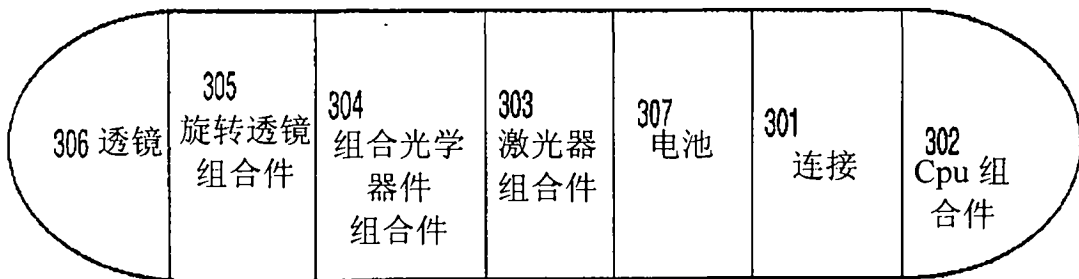 306 透镜
305
旋转透镜
组合件
304
组合光学
器件
组合件
303
激光器
组合件
307
电池
301
连接
302
Cpu 组
合件